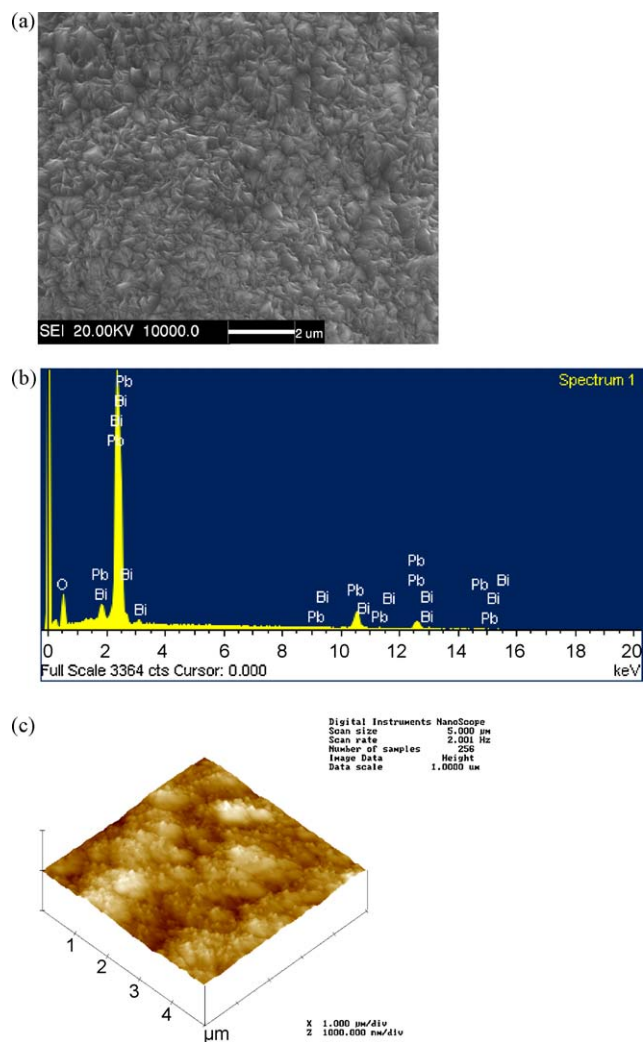 (a)
SEI 20.00KV 10000.0 2 um
(b)
Spectrum 1
Pb
Bi
Bi
Pb
O
Pb Bi
Bi
Bi
Bi
Pb
Pb
Bi
Bi
Pb
Pb
Pb
Bi
Bi
Pb Bi
Bi
Pb
0 2 4 6 8 10 12 14 16 18 20
Full Scale 3364 cts Cursor: 0.000 keV
(c)
Digital Instruments NanoScope
Scan size 5.000 µm
Scan rate 2.001 Hz
Number of samples 256
Image Data Height
Data scale 1.0000 um
1
2
3
4
µm
X 1.000 µm/div
Z 1000.000 nm/div